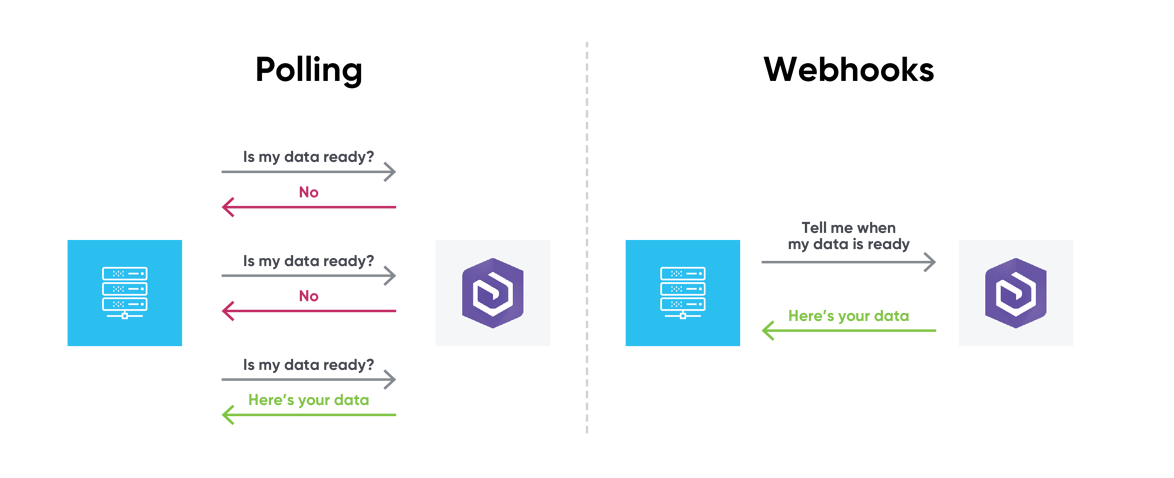 Polling
Is my data ready?
No
Is my data ready?
No
Is my data ready?
Here's your data
Webhooks
Tell me when
my data is ready
Here's your data